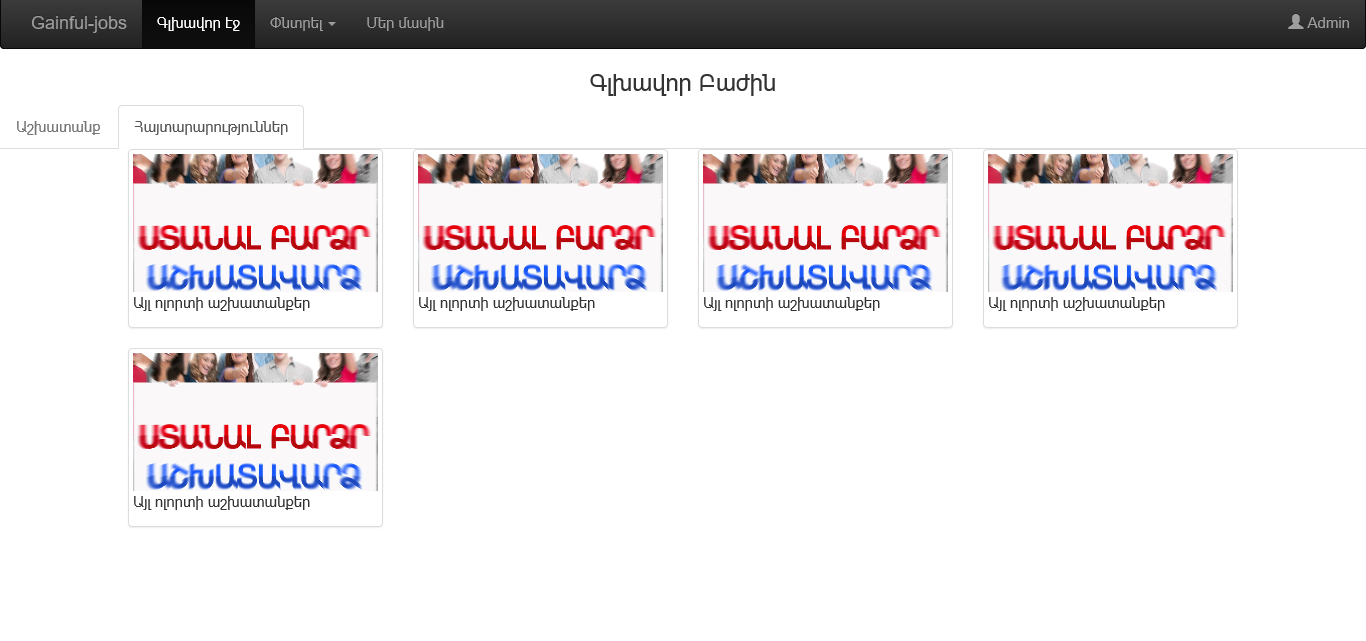 Gainful-jobs Գլխավոր էջ Փնտրել Մեր մասին Admin
Գլխավոր Բաժին
Աշխատանք Հայտարարություններ
ՍՏԱՆԱԼ ԲԱՐՁՐ
ԱՇԽԱՏԱՎԱՐՁ
Այլ ոլորտի աշխատանքեր
ՍՏԱՆԱԼ ԲԱՐՁՐ
ԱՇԽԱՏԱՎԱՐՁ
Այլ ոլորտի աշխատանքեր
ՍՏԱՆԱԼ ԲԱՐՁՐ
ԱՇԽԱՏԱՎԱՐՁ
Այլ ոլորտի աշխատանքեր
ՍՏԱՆԱԼ ԲԱՐՁՐ
ԱՇԽԱՏԱՎԱՐՁ
Այլ ոլորտի աշխատանքեր
ՍՏԱՆԱԼ ԲԱՐՁՐ
ԱՇԽԱՏԱՎԱՐՁ
Այլ ոլորտի աշխատանքեր